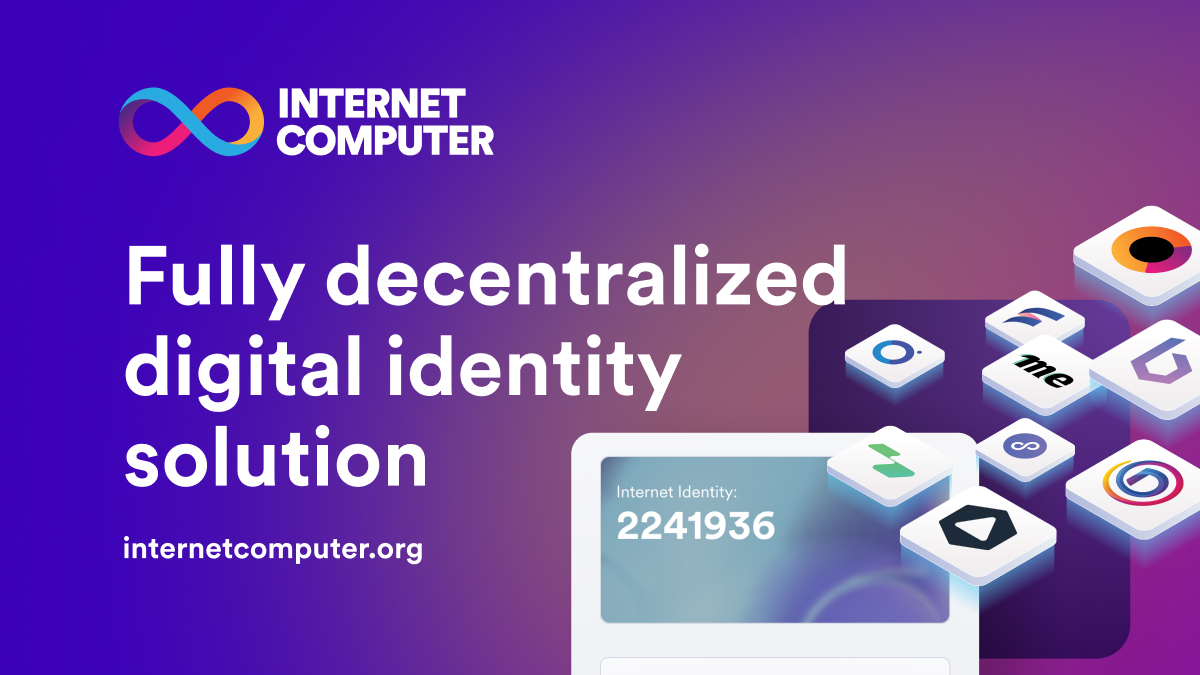 INTERNET
COMPUTER
Fully decentralized
digital identity
solution
internetcomputer.org
Internet Identity:
2241936
me